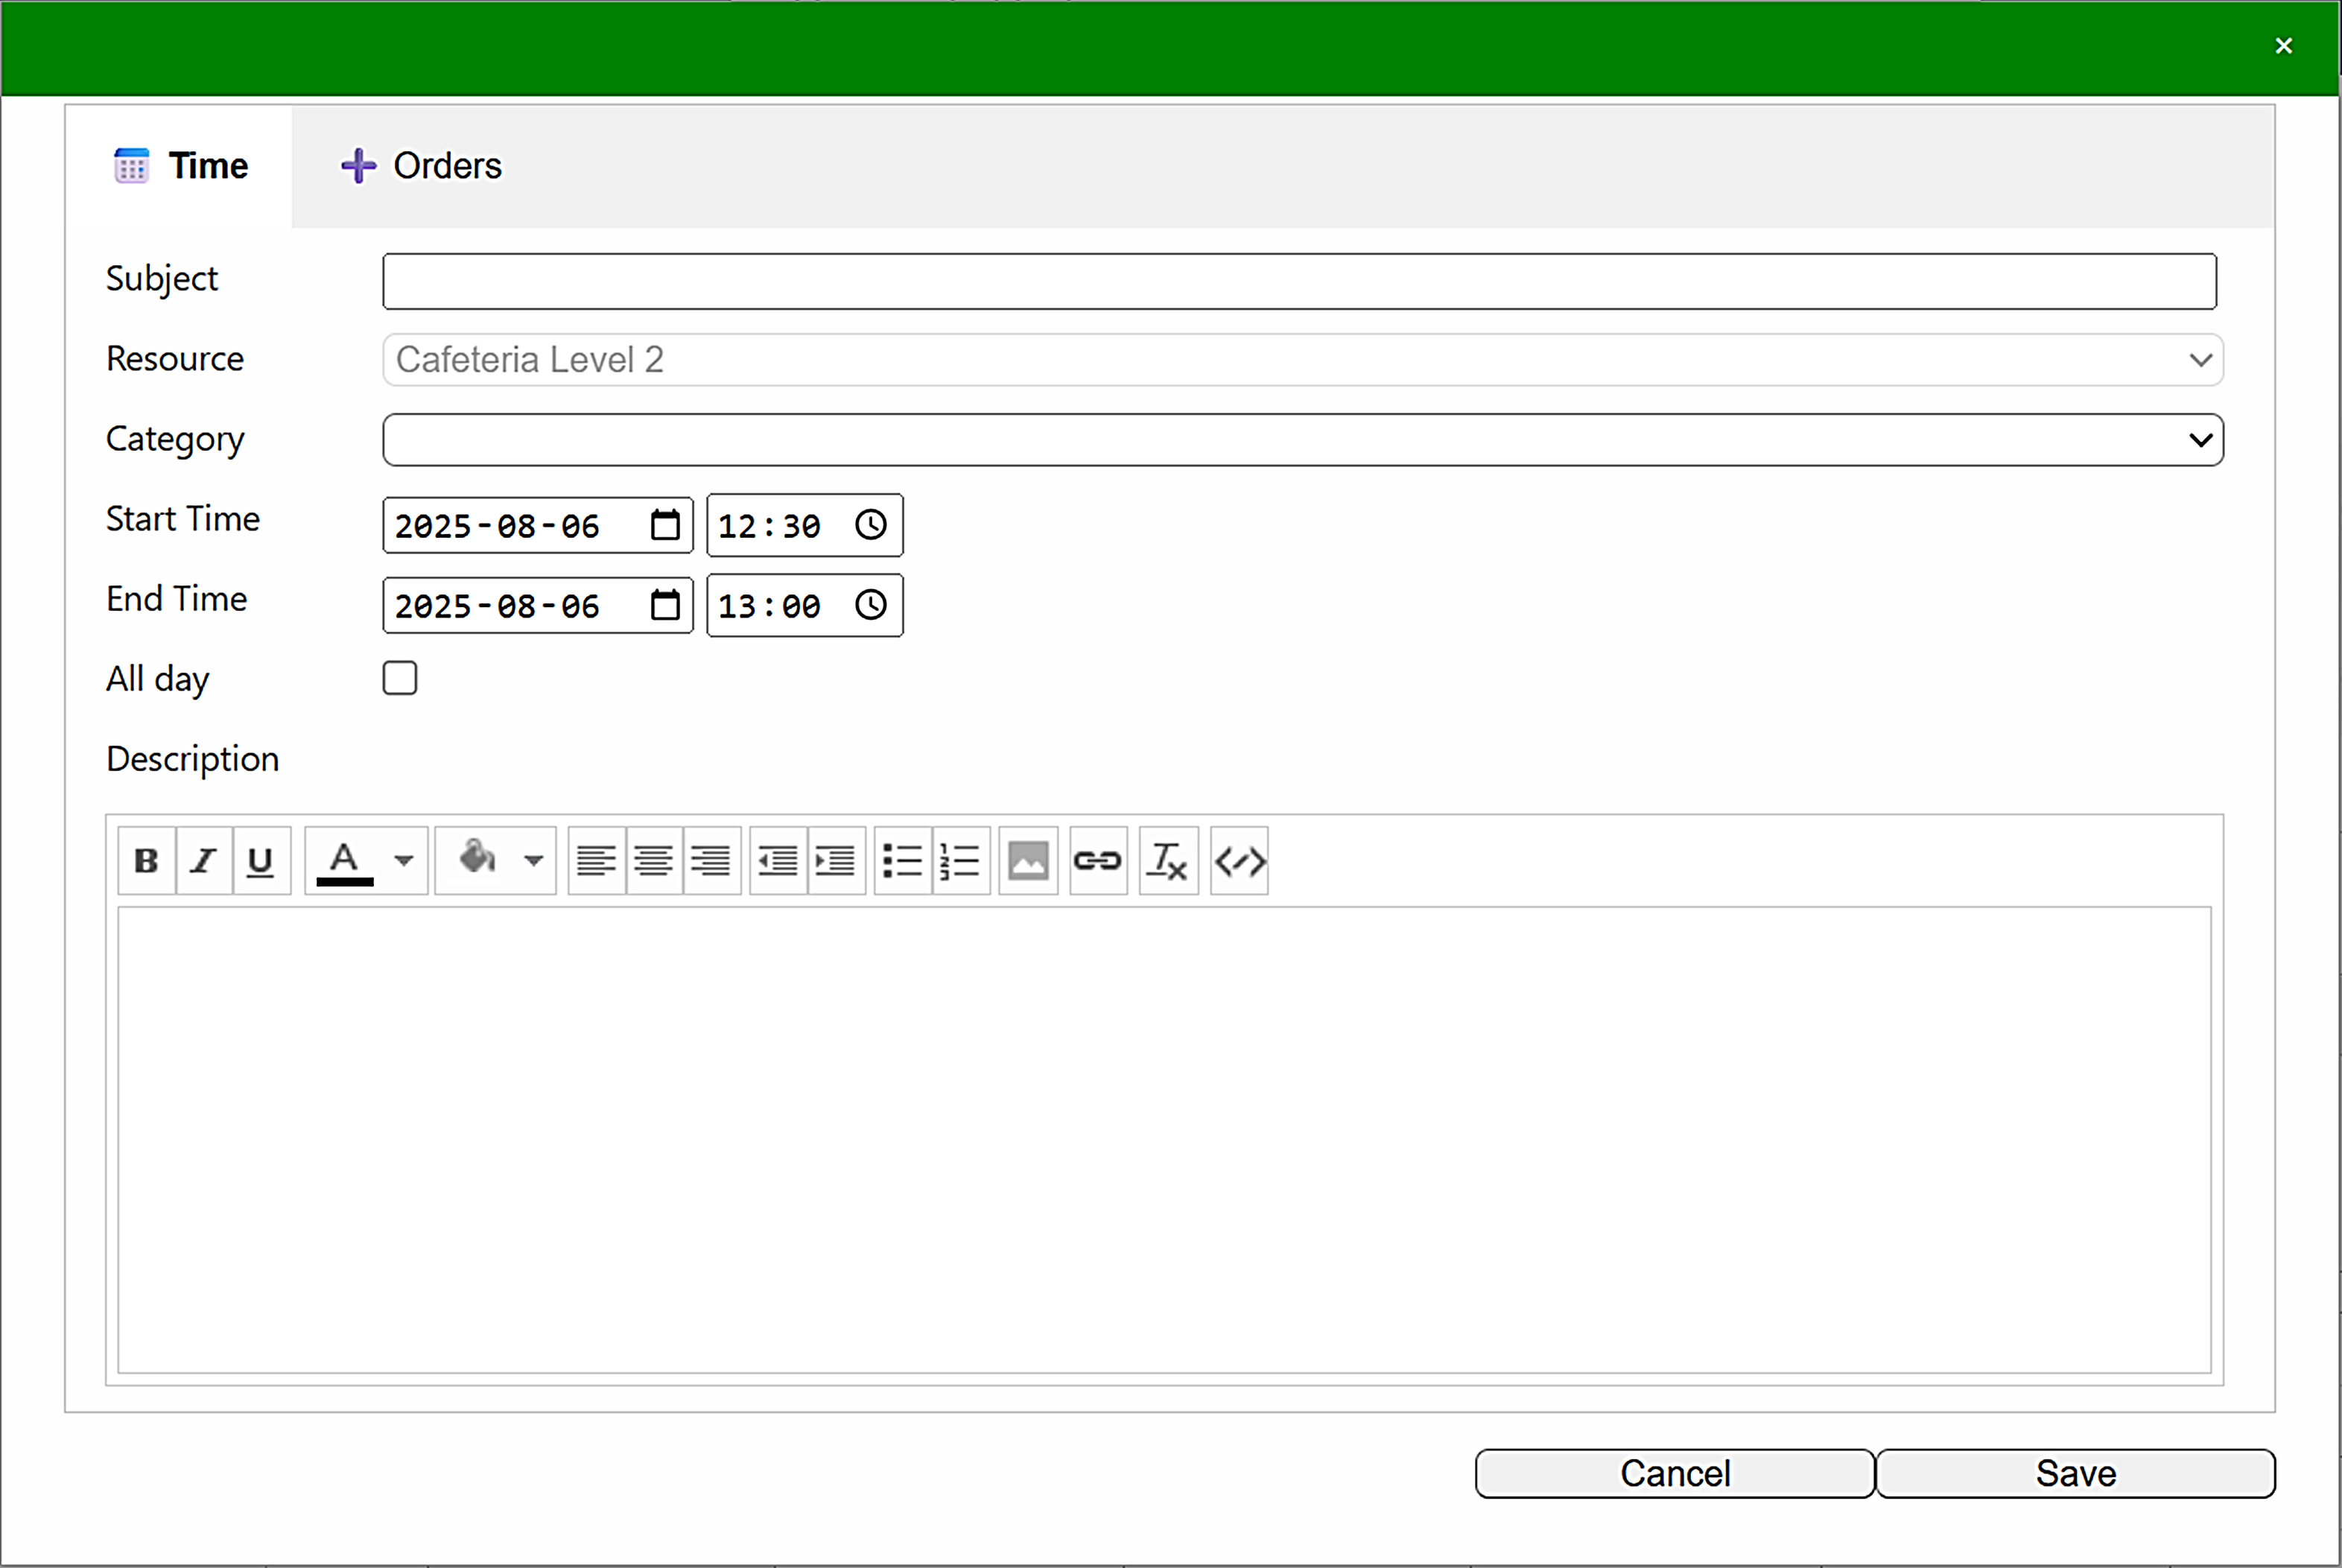 Time Orders
Subject
Resource Cafeteria Level 2
Category
Start Time 2025-08-06 12:30
End Time 2025-08-06 13:00
All day
Description
B I U A
Cancel Save